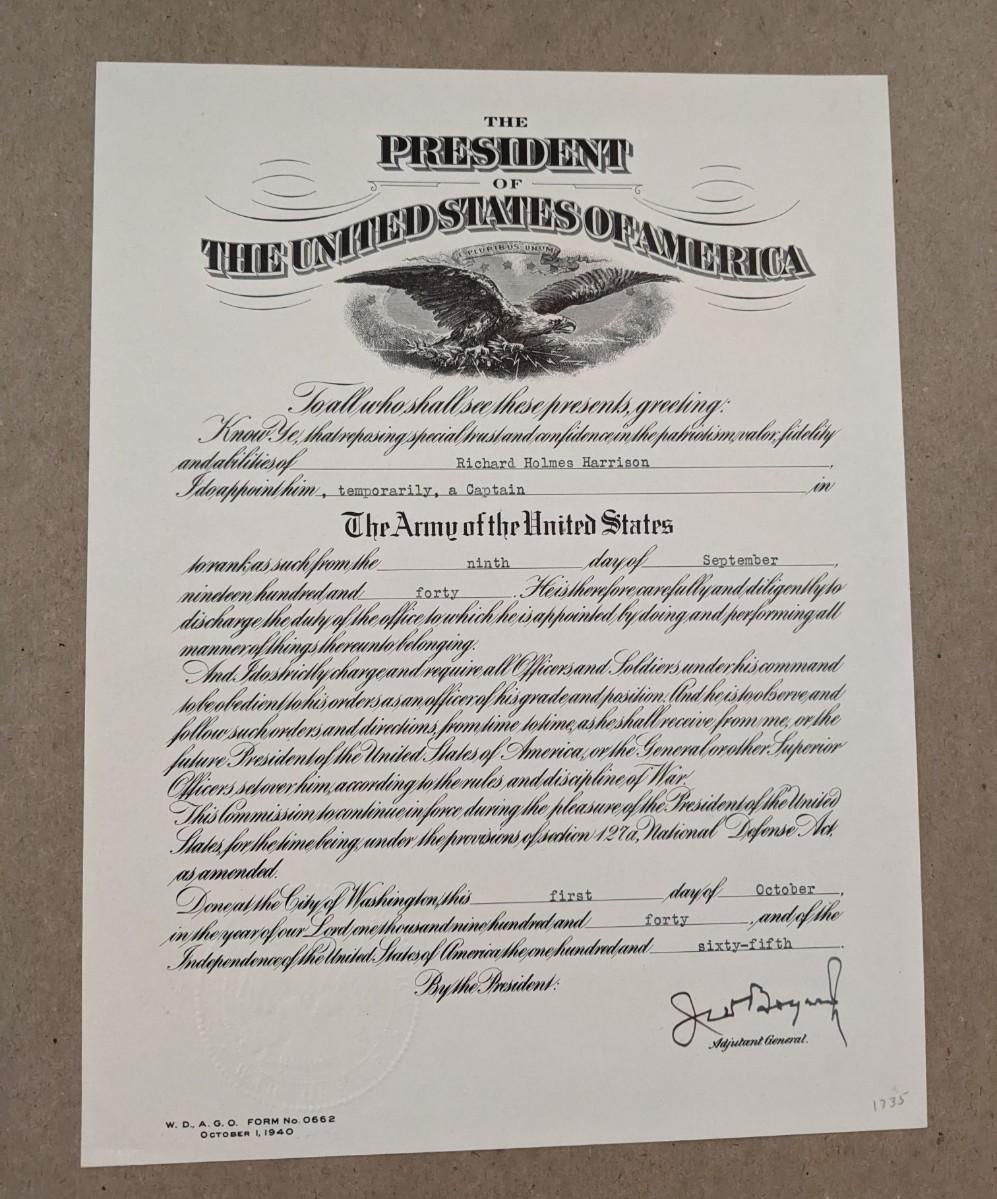 THE
PRESIDENT
OF
THE UNITED STATES OF AMERICA
E PLURIBUS UNUM
To all who shall see these presents, greeting:
Know Ye, that reposing special trust and confidence in the patriotism, valor, fidelity
and abilities of Richard Holmes Harrison,
I do appoint him, temporarily, a Captain in
The Army of the United States
to rank as such from the ninth day of September,
nineteen hundred and forty. He is therefore carefully and diligently to
discharge the duty of the office to which he is appointed by doing and performing all
manner of things thereunto belonging.
And I do strictly charge and require all Officers and Soldiers under his command
to be obedient to his orders as an officer of his grade and position. And he is to observe and
follow such orders and directions, from time to time, as he shall receive from me, or the
future President of the United States of America, or the General or other Superior
Officers set over him, according to the rules and discipline of War.
This Commission to continue in force during the pleasure of the President of the United
States, for the time being, under the provisions of section 127a, National Defense Act,
as amended.
Done at the City of Washington, this first day of October,
in the year of our Lord, one thousand nine hundred and forty, and of the
Independence of the United States of America the one hundred and sixty-fifth.
By the President:
Adjutant General.
W. D., A. G. O. FORM No. 0662
OCTOBER 1, 1940
1735